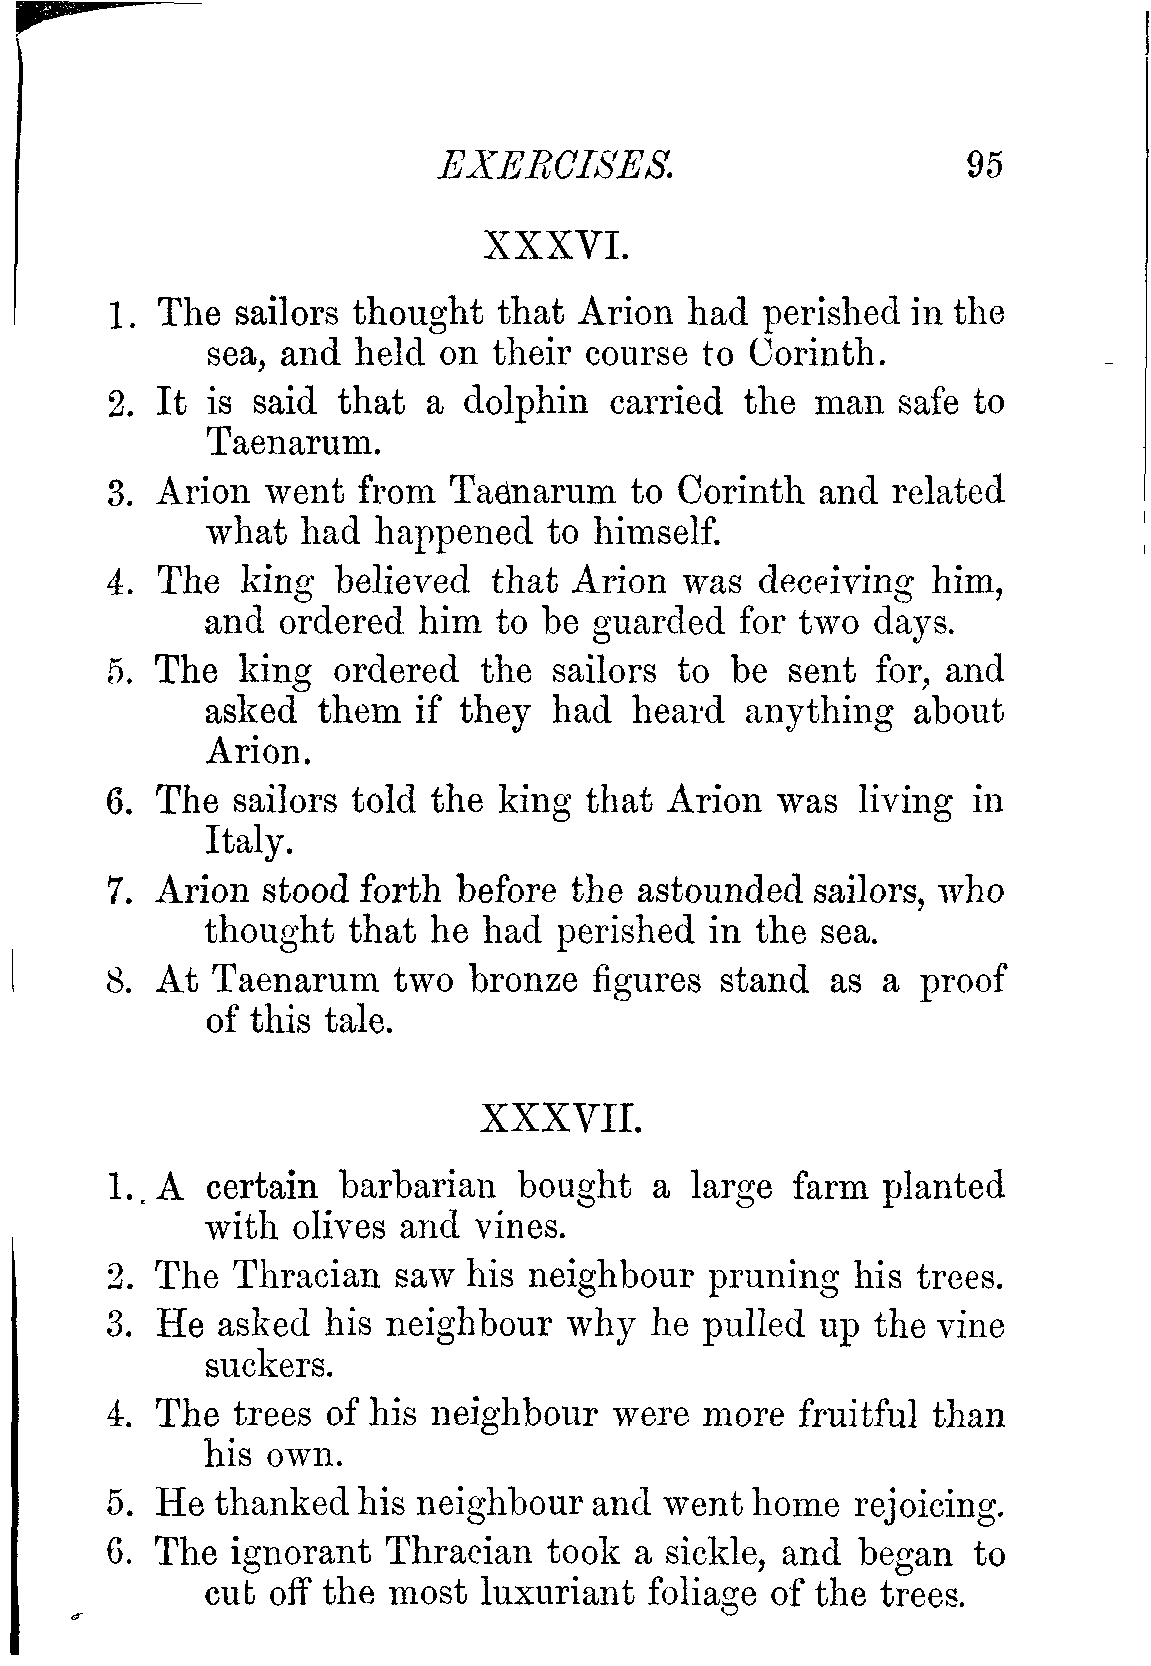 EXERCISES. 95
XXXVI.
1. The sailors thought that Arion had perished in the
sea, and held on their course to Corinth.
2. It is said that a dolphin carried the man safe to
Taenarum.
3. Arion went from Taenarum to Corinth and related
what had happened to himself.
4. The king believed that Arion was deceiving him,
and ordered him to be guarded for two days.
5. The king ordered the sailors to be sent for, and
asked them if they had heard anything about
Arion.
6. The sailors told the king that Arion was living in
Italy.
7. Arion stood forth before the astounded sailors, who
thought that he had perished in the sea.
8. At Taenarum two bronze figures stand as a proof
of this tale.
XXXVII.
1. A certain barbarian bought a large farm planted
with olives and vines.
2. The Thracian saw his neighbour pruning his trees.
3. He asked his neighbour why he pulled up the vine
suckers.
4. The trees of his neighbour were more fruitful than
his own.
5. He thanked his neighbour and went home rejoicing.
6. The ignorant Thracian took a sickle, and began to
cut off the most luxuriant foliage of the trees.